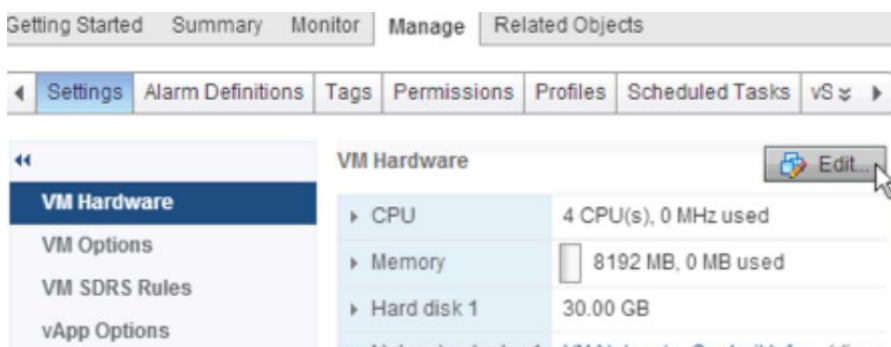 Getting Started Summary Monitor Manage Related Objects
Settings Alarm Definitions Tags Permissions Profiles Scheduled Tasks vS
VM Hardware Edit...
VM Hardware
CPU 4 CPU(s), 0 MHz used
VM Options
Memory 8192 MB, 0 MB used
VM SDRS Rules
Hard disk 1 30.00 GB
vApp Options